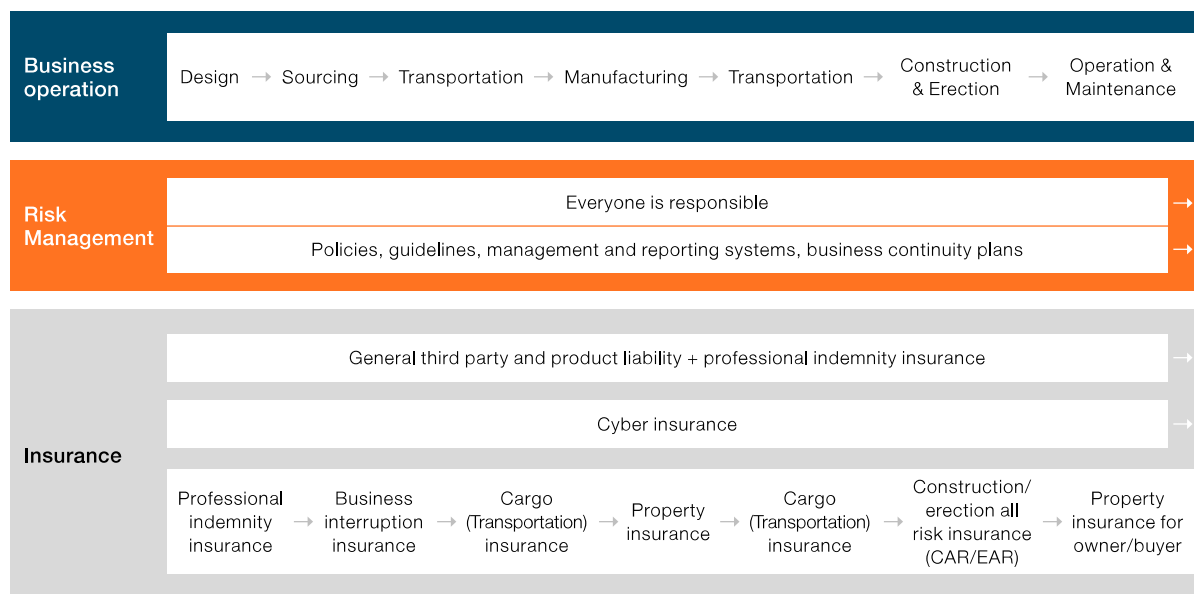 Business
operation
Design → Sourcing → Transportation → Manufacturing → Transportation → Construction
& Erection → Operation &
Maintenance
Risk
Management
Everyone is responsible →
Policies, guidelines, management and reporting systems, business continuity plans →
Insurance
General third party and product liability + professional indemnity insurance →
Cyber insurance →
Professional
indemnity
insurance →
Business
interruption
insurance →
Cargo
(Transportation)
insurance →
Property
insurance →
Cargo
(Transportation)
insurance →
Construction/
erection all
risk insurance
(CAR/EAR) →
Property
insurance for
owner/buyer